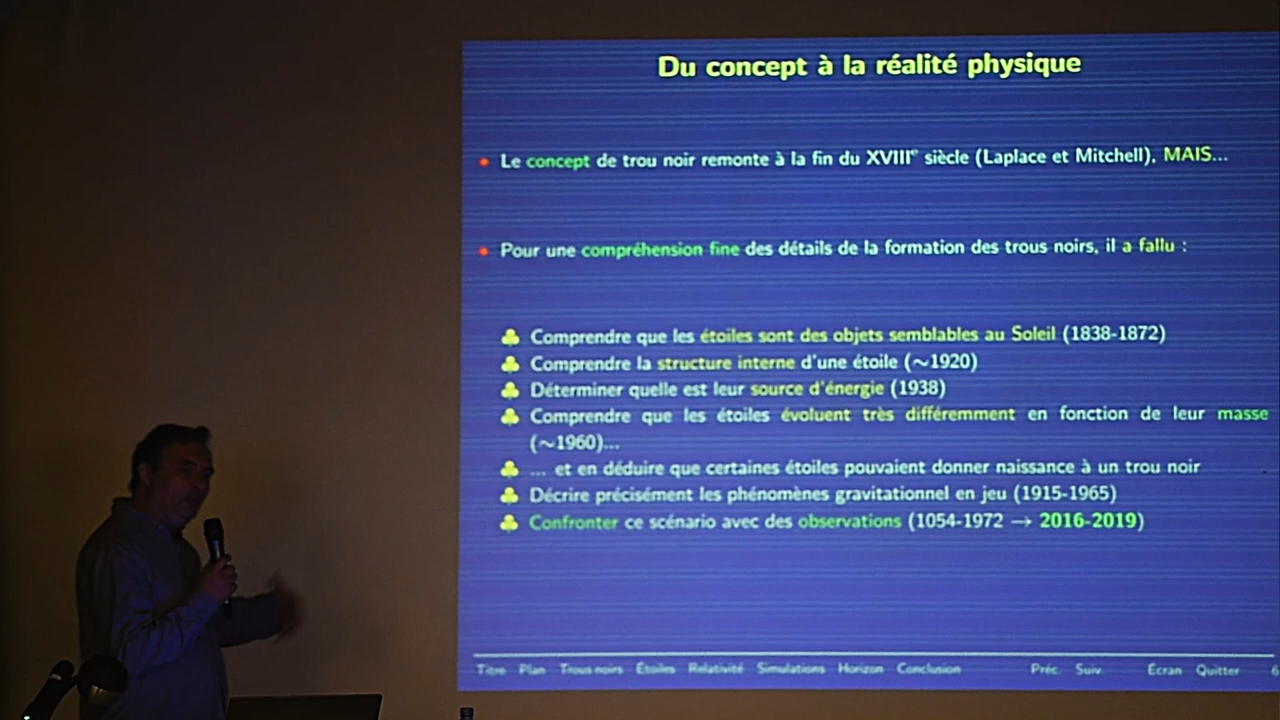 Du concept à la réalité physique
Le concept de trou noir remonte à la fin du XVIIIe siècle (Laplace et Mitchell), MAIS...
Pour une compréhension fine des détails de la formation des trous noirs, il a fallu :
Comprendre que les étoiles sont des objets semblables au Soleil (1838-1872)
Comprendre la structure interne d'une étoile (∼1920)
Déterminer quelle est leur source d'énergie (1938)
Comprendre que les étoiles évoluent très différemment en fonction de leur masse
(∼1960)...
... et en déduire que certaines étoiles pouvaient donner naissance à un trou noir
Décrire précisément les phénomènes gravitationnel en jeu (1915-1965)
Confronter ce scénario avec des observations (1054-1972 → 2016-2019)
Titre Plan Trous noirs Étoiles Relativité Simulations Horizon Conclusion Préc. Suiv. Écran Quitter 6